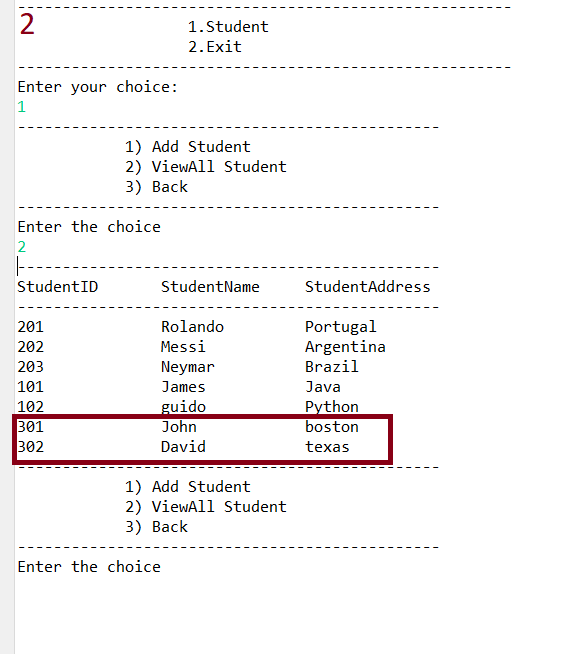 --------------------------------------------------------
2
1.Student
2.Exit
--------------------------------------------------------
Enter your choice:
1
-----------------------------------------------
1) Add Student
2) ViewAll Student
3) Back
-----------------------------------------------
Enter the choice
2
-----------------------------------------------
StudentID StudentName StudentAddress
-----------------------------------------------
201 Rolando Portugal
202 Messi Argentina
203 Neymar Brazil
101 James Java
102 guido Python
301 John boston
302 David texas
-----------------------------------------------
1) Add Student
2) ViewAll Student
3) Back
-----------------------------------------------
Enter the choice